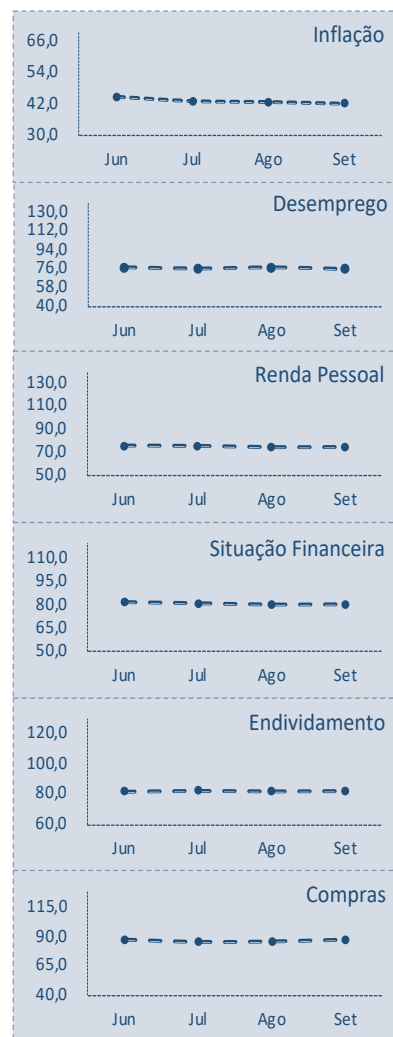 Inflação
66,0
54,0
42,0
30,0
Jun Jul Ago Set
Desemprego
130,0
112,0
94,0
76,0
58,0
40,0
Jun Jul Ago Set
Renda Pessoal
130,0
110,0
90,0
70,0
50,0
Jun Jul Ago Set
Situação Financeira
110,0
95,0
80,0
65,0
50,0
Jun Jul Ago Set
Endividamento
120,0
100,0
80,0
60,0
Jun Jul Ago Set
Compras
115,0
90,0
65,0
40,0
Jun Jul Ago Set